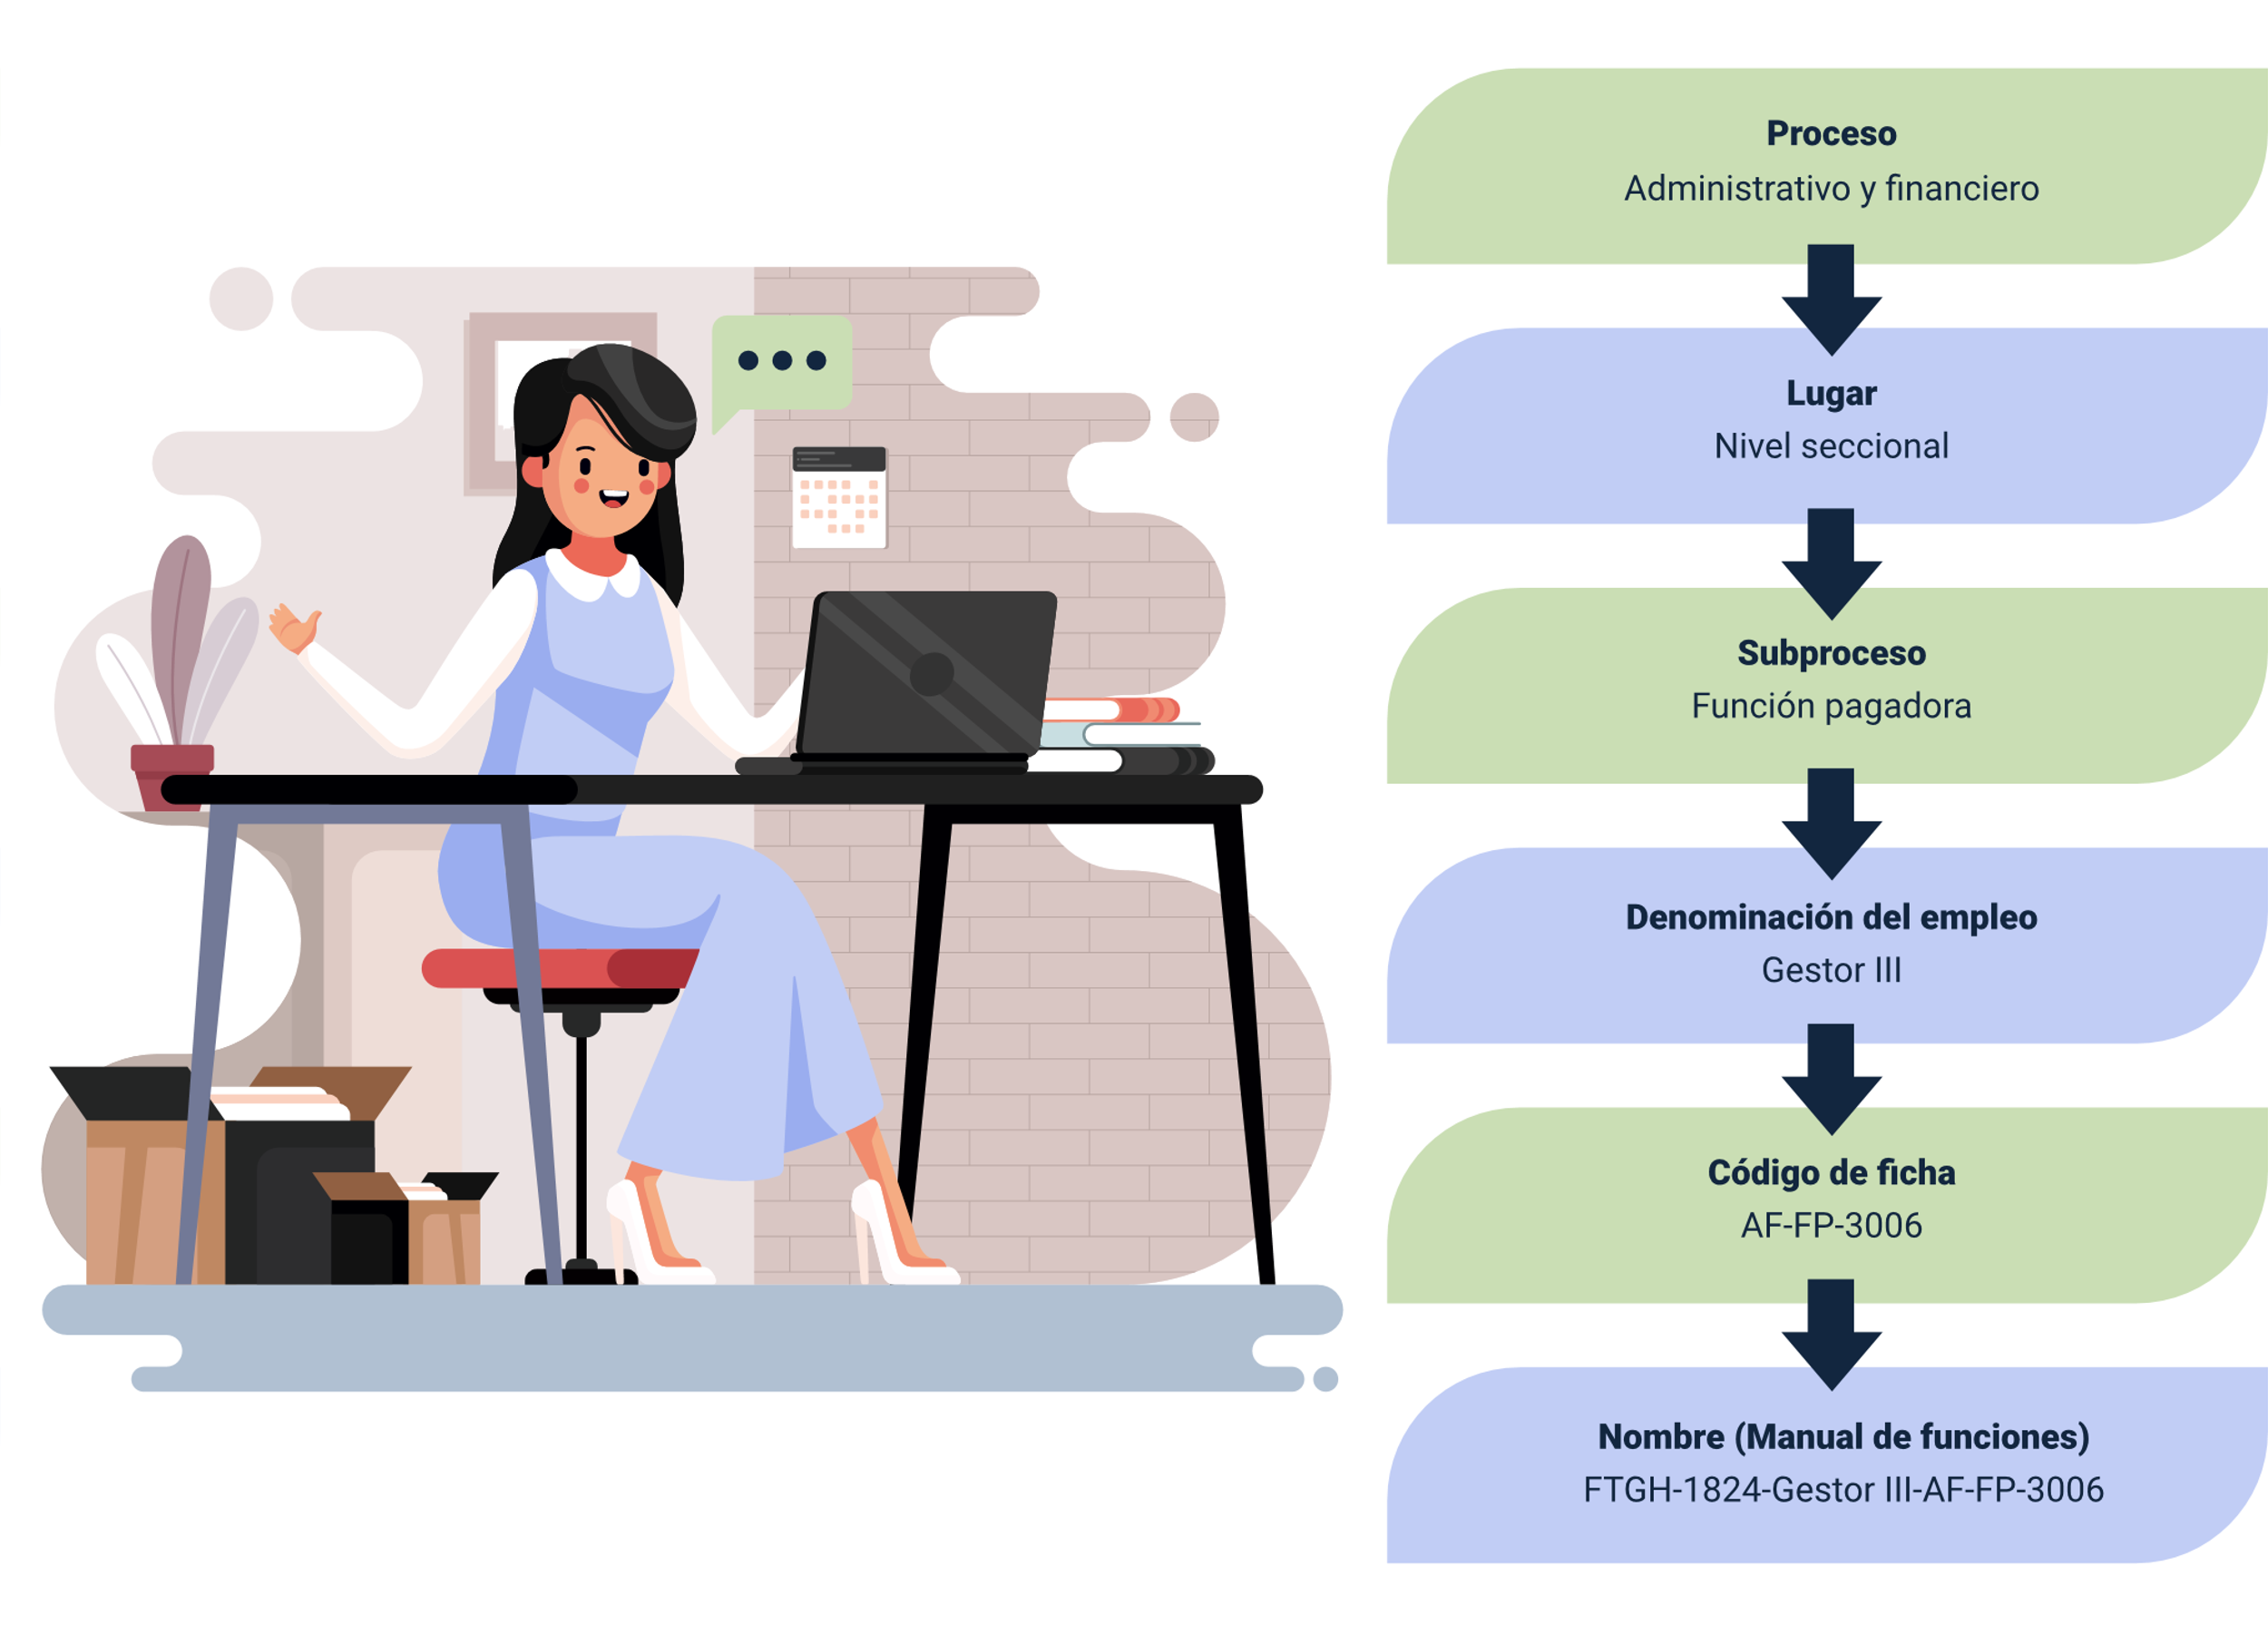 Proceso
Administrativo y financiero
Lugar
Nivel seccional
Subproceso
Función pagadora
Denominación del empleo
Gestor III
Código de ficha
AF-FP-3006
Nombre (Manual de funciones)
FTGH-1824-Gestor III-AF-FP-3006